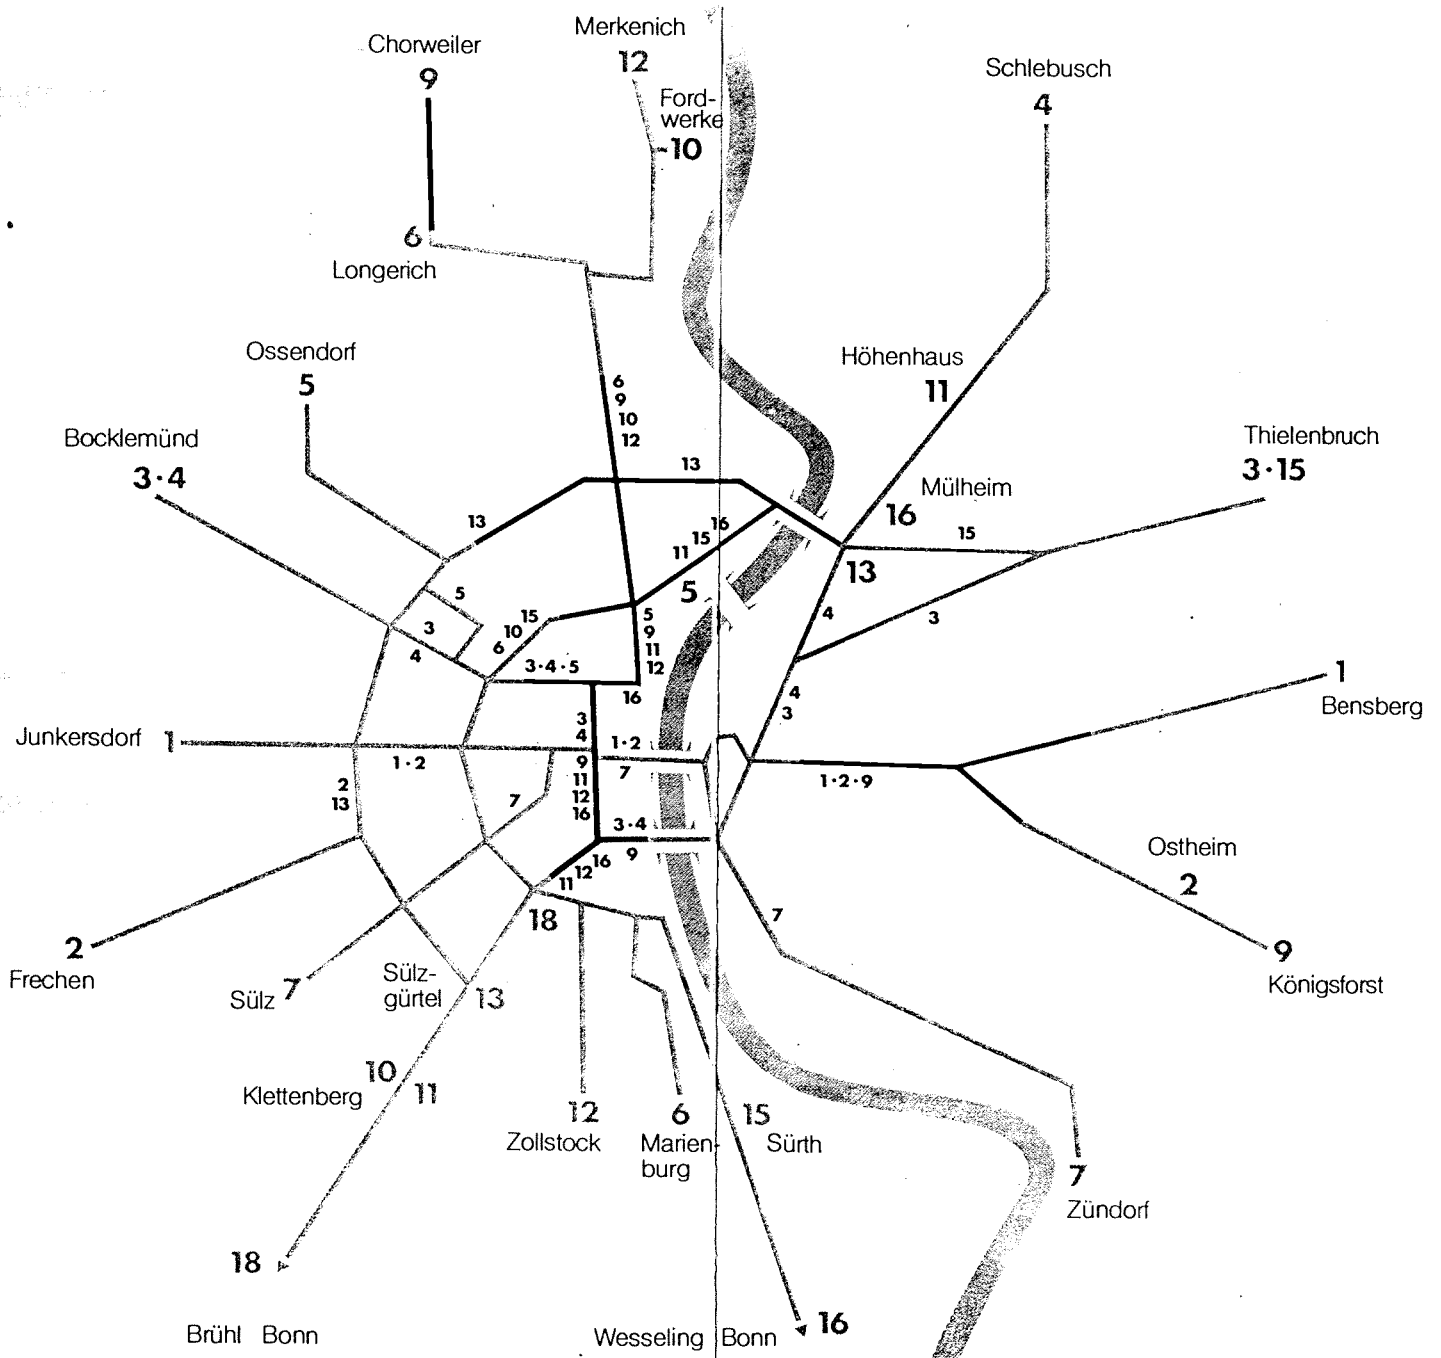 Merkenich
12
Chorweiler
9
Schlebusch
4
Ford-
werke
10
6
Longerich
Ossendorf
5
Höhenhaus
11
6
9
10
12
Bocklemünd
3·4
Thielenbruch
3·15
13
Mülheim
16
13
16
15
11
15
13
5
5
3
4
15
10
6
5
9
11
12
4
3
3·4·5
16
4
3
1
Bensberg
3
4
Junkersdorf 1
1·2
7
1·2
9
11
12
16
1·2·9
2
13
7
3·4
9
16
12
11
Ostheim
2
18
7
2
Frechen
9
Königsforst
Sülz 7
Sülz-
gürtel
13
10
Klettenberg
11
12
Zollstock
6
Marien-
burg
15
Sürth
7
Zündorf
18
16
Brühl Bonn
Wesseling Bonn